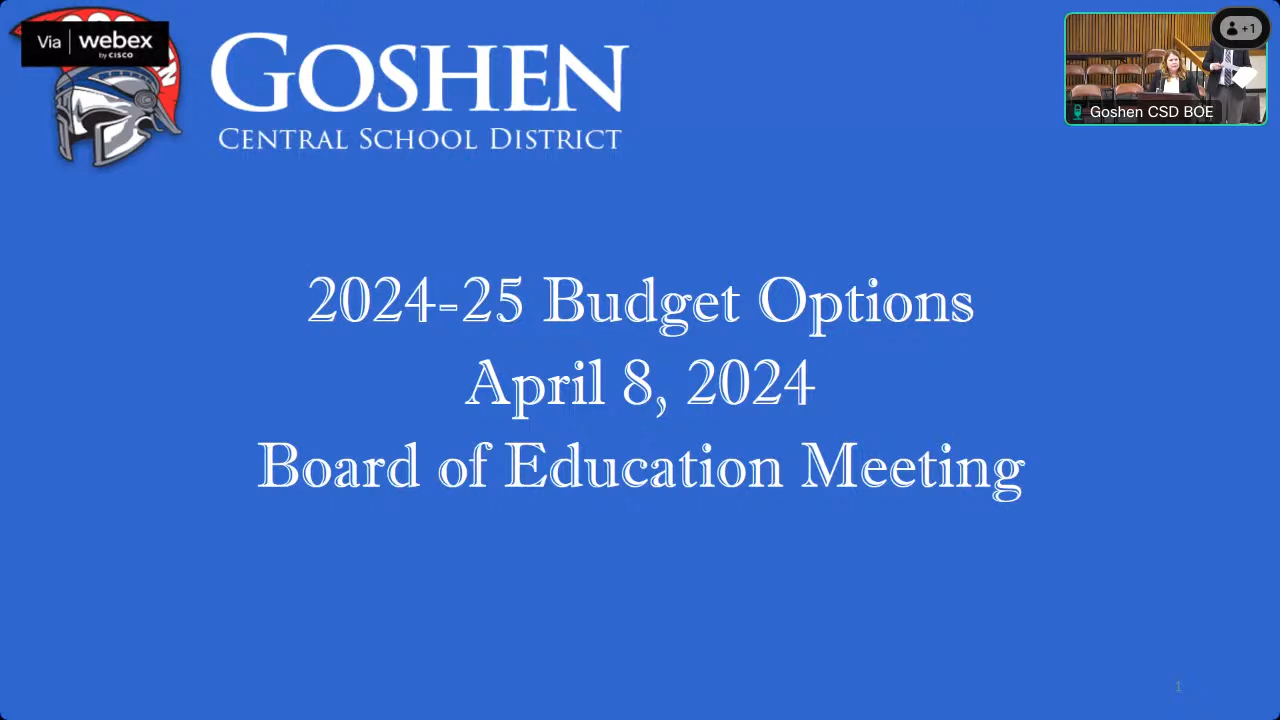 Via webex
by CISCO
GOSHEN
CENTRAL SCHOOL DISTRICT
+1
Goshen CSD BOE
2024-25 Budget Options
April 8, 2024
Board of Education Meeting
1